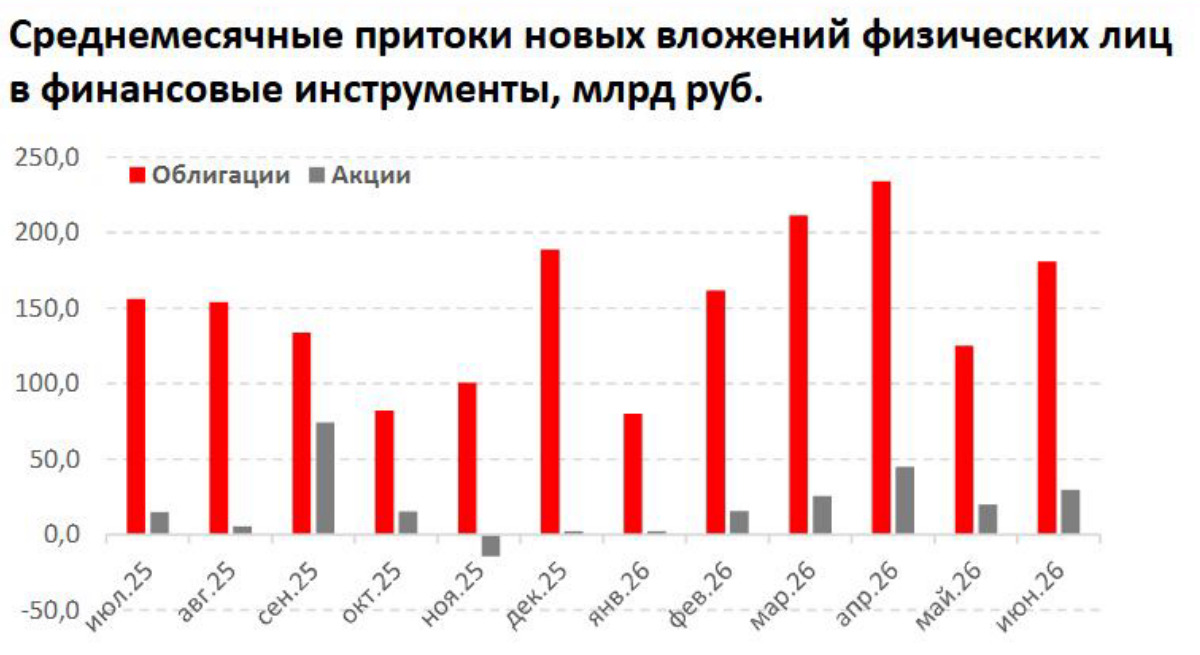 Среднемесячные притоки новых вложений физических лиц
в финансовые инструменты, млрд руб.
250,0
Облигации Акции
200,0
150,0
100,0
50,0
0,0
-50,0
июл.25 авг.25 сен.25 окт.25 ноя.25 дек.25 янв.26 фев.26 мар.26 апр.26 май.26 июн.26